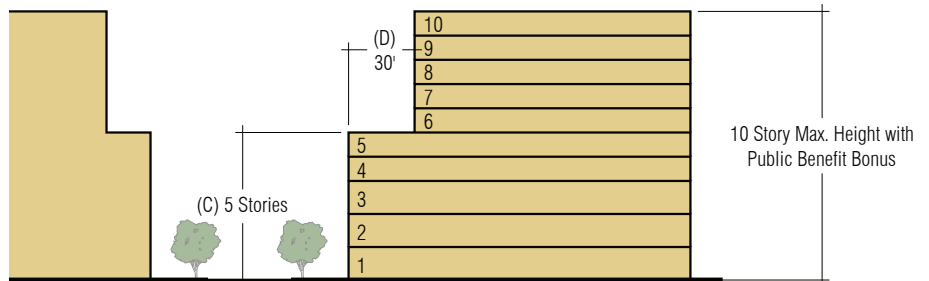 10
(D)
30'
9
8
7
6
5
4
(C) 5 Stories
3
2
1
10 Story Max. Height with
Public Benefit Bonus